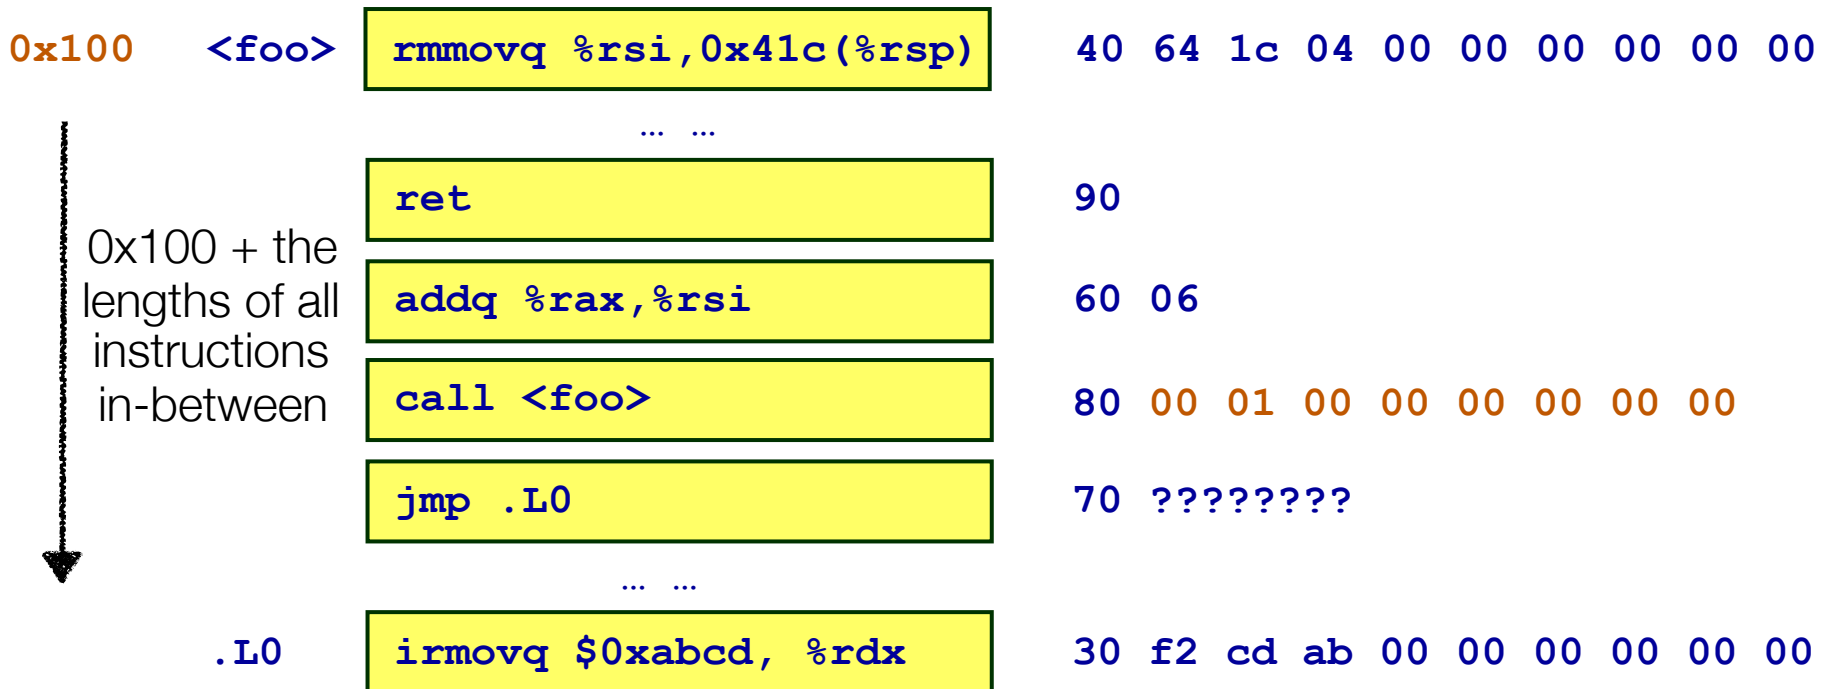 0x100 <foo> rmmovq %rsi,0x41c(%rsp) 40 64 1c 04 00 00 00 00 00 00
… …
ret 90
0x100 + the
lengths of all
instructions
in-between
addq %rax,%rsi 60 06
call <foo> 80 00 01 00 00 00 00 00 00
jmp .L0 70 ????????
… …
.L0 irmovq $0xabcd, %rdx 30 f2 cd ab 00 00 00 00 00 00